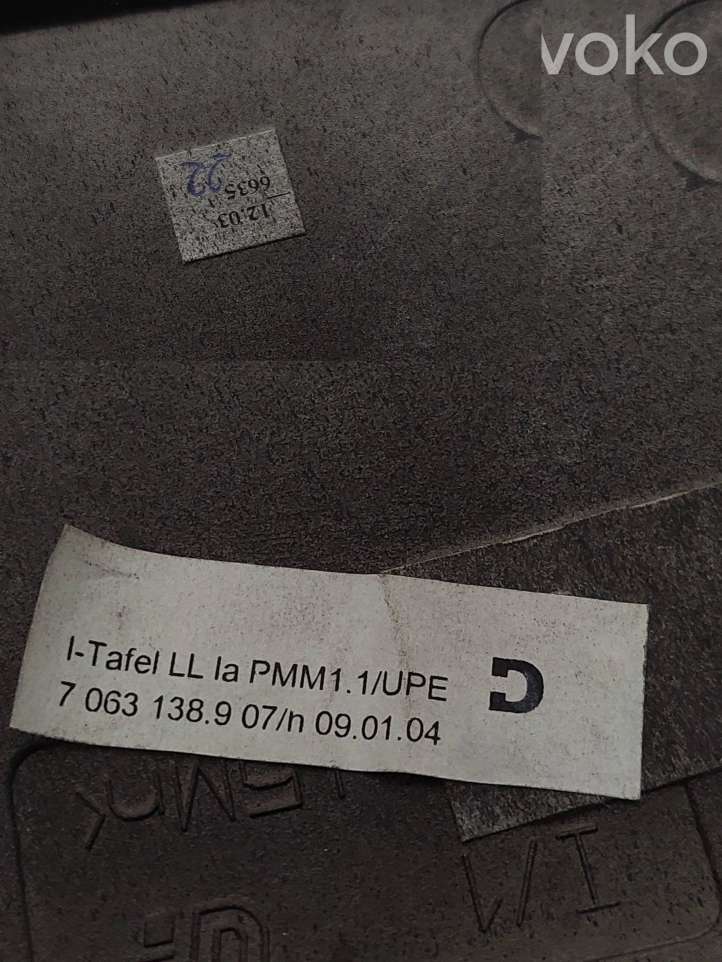 voko
22
6635
12.03
I-Tafel LL la PMM1.1/UPE
7 063 138.9 07/h 09.01.04